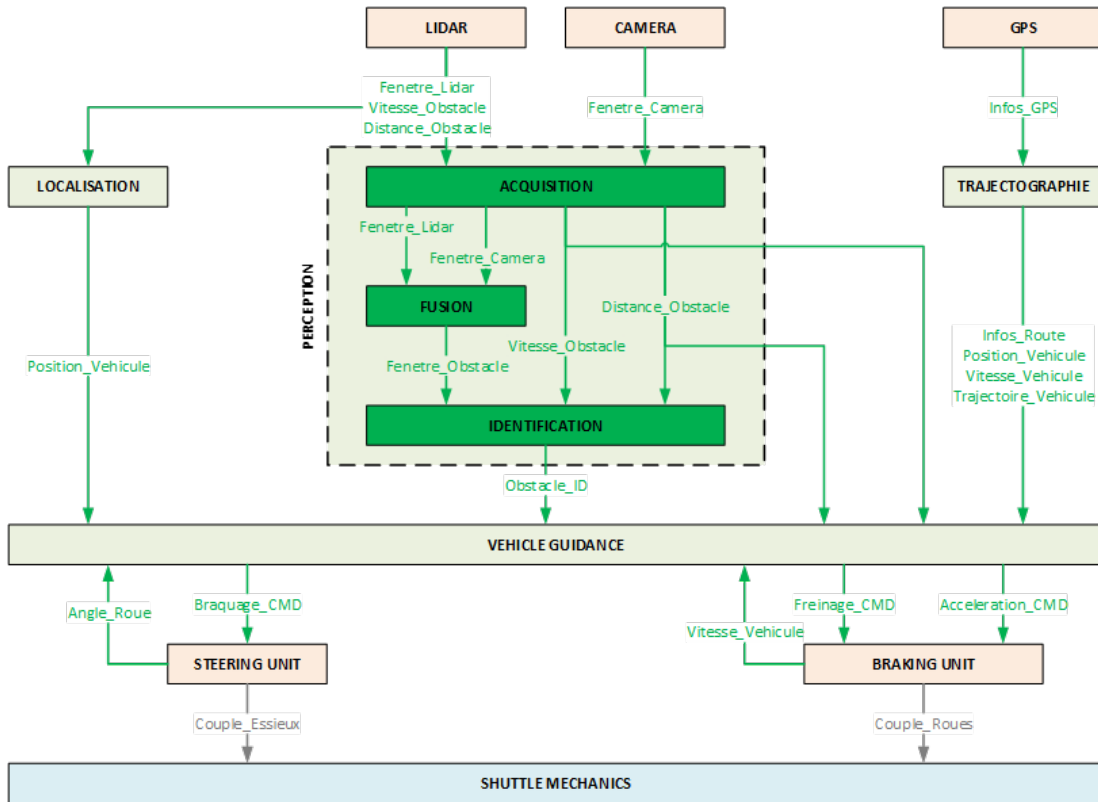 LIDAR
CAMERA
GPS
Fenetre_Lidar
Vitesse_Obstacle
Distance_Obstacle
Fenetre_Camera
Infos_GPS
LOCALISATION
ACQUISITION
TRAJECTOGRAPHIE
Fenetre_Lidar
Fenetre_Camera
PERCEPTION
FUSION
Distance_Obstacle
Vitesse_Obstacle
Fenetre_Obstacle
Position_Vehicule
Infos_Route
Position_Vehicule
Vitesse_Vehicule
Trajectoire_Vehicule
IDENTIFICATION
Obstacle_ID
VEHICLE GUIDANCE
Angle_Roue
Braquage_CMD
Freinage_CMD
Acceleration_CMD
Vitesse_Vehicule
STEERING UNIT
BRAKING UNIT
Couple_Essieux
Couple_Roues
SHUTTLE MECHANICS